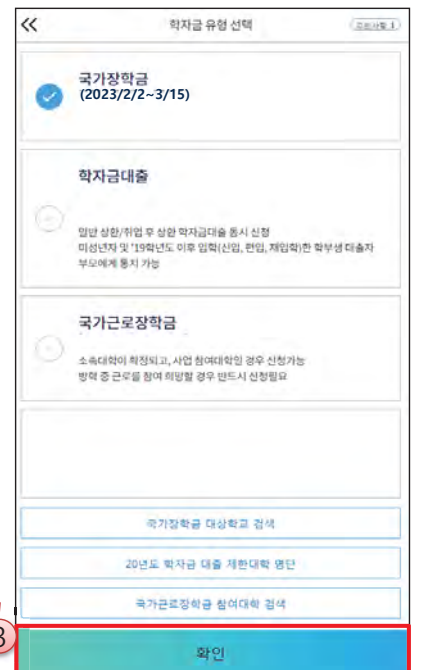 학자금 유형 선택
국가장학금
(2023/2/2~3/15)
학자금대출
일반 상환/취업 후 상환 학자금대출 동시 신청
미성년자 및 '19학년도 이후 입학(신입, 편입, 재입학)한 학부생 대출자
부모에게 통지 가능
국가근로장학금
소속대학이 확정되고, 사업 참여대학인 경우 신청가능
방학 중 근로를 참여 희망할 경우 반드시 신청필요
국가장학금 대상학교 검색
20년도 학자금 대출 제한대학 명단
국가근로장학금 참여대학 검색
3
확인